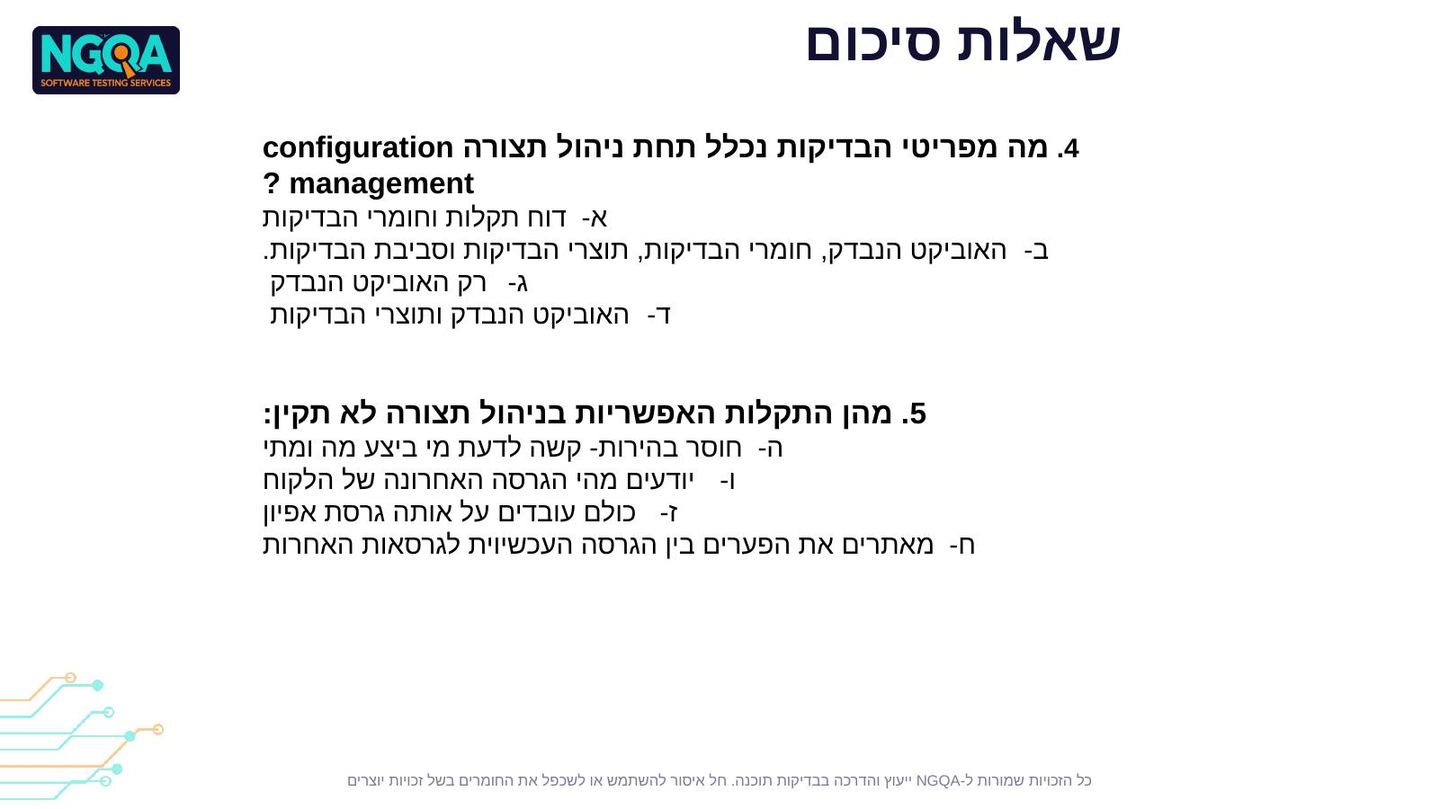 NGQA
SOFTWARE TESTING SERVICES
שאלות סיכום
4. מה מפריטי הבדיקות נכלל תחת ניהול תצורה configuration
management ?
א- דוח תקלות וחומרי הבדיקות
ב- האוביקט הנבדק, חומרי הבדיקות, תוצרי הבדיקות וסביבת הבדיקות.
ג- רק האוביקט הנבדק
ד- האוביקט הנבדק ותוצרי הבדיקות
5. מהן התקלות האפשריות בניהול תצורה לא תקין:
ה- חוסר בהירות- קשה לדעת מי ביצע מה ומתי
ו- יודעים מהי הגרסה האחרונה של הלקוח
ז- כולם עובדים על אותה גרסת אפיון
ח- מאתרים את הפערים בין הגרסה העכשיוית לגרסאות האחרות
כל הזכויות שמורות ל-NGQA ייעוץ והדרכה בבדיקות תוכנה. חל איסור להשתמש או לשכפל את החומרים בשל זכויות יוצרים